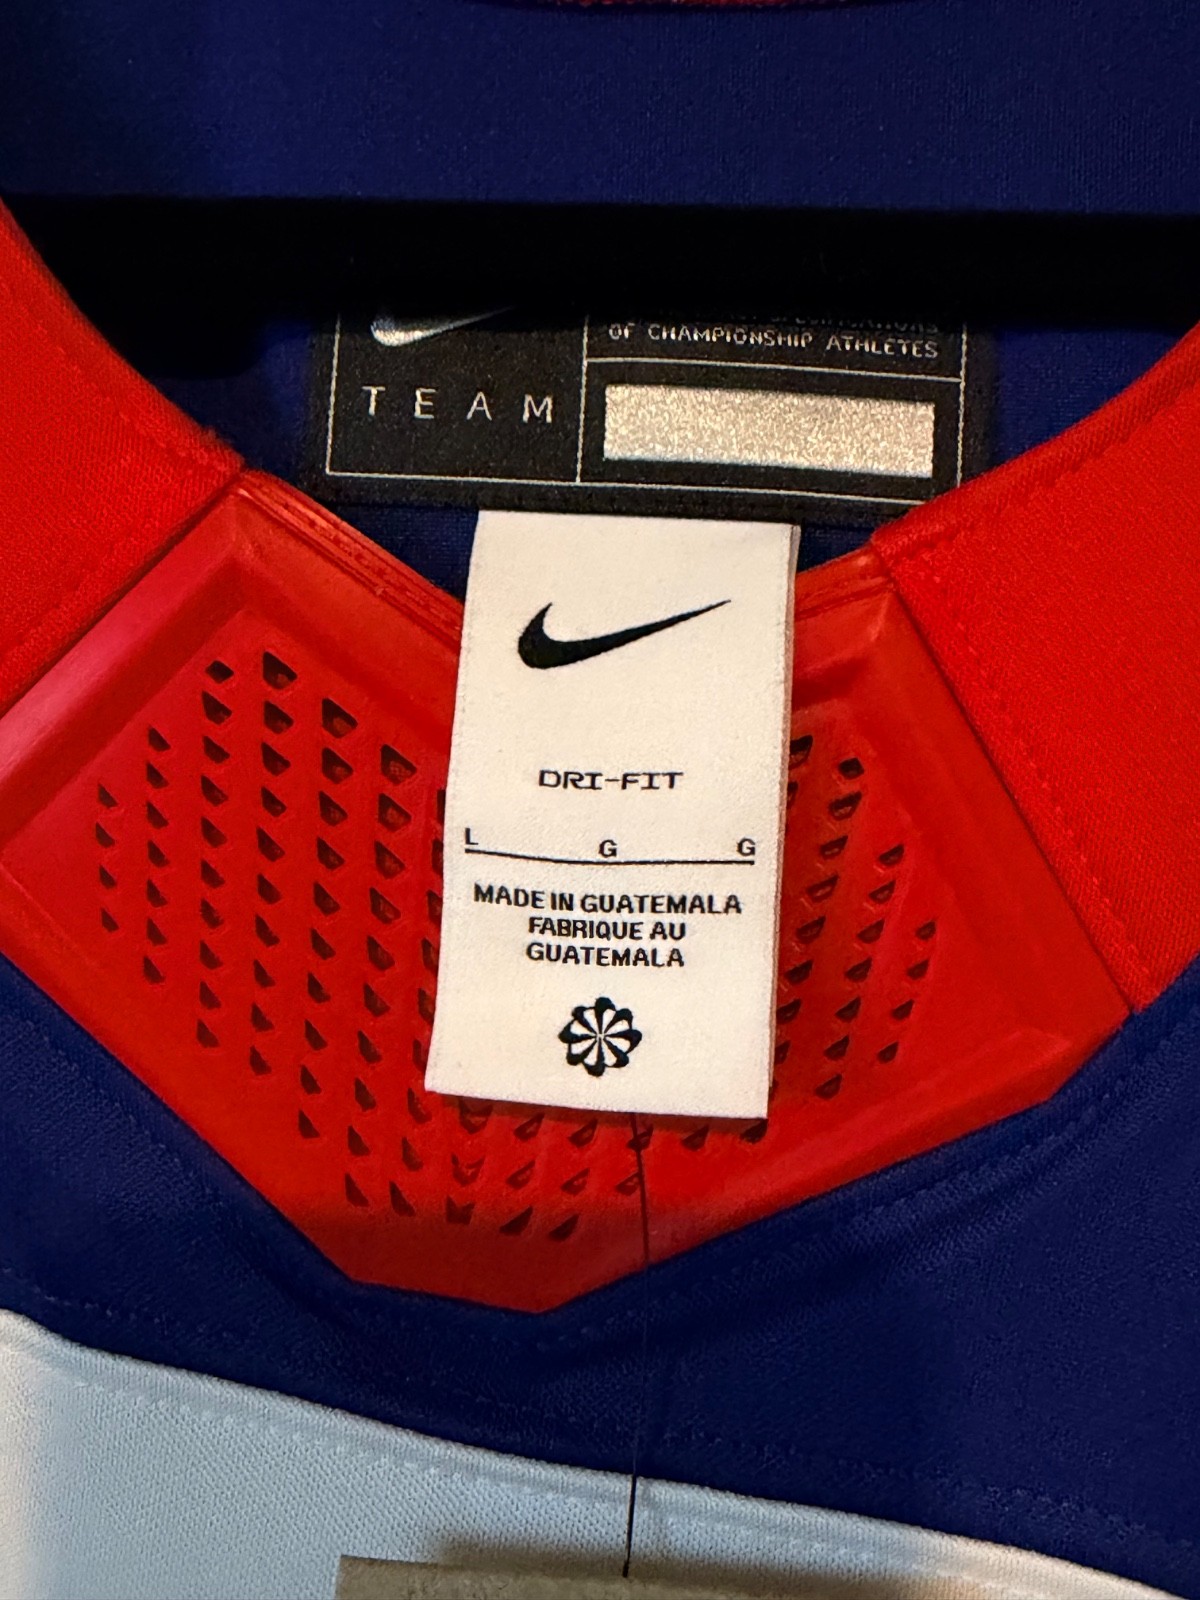 OF CHAMPIONSHIP ATHLETES
TEAM
DRI-FIT
L G G
MADE IN GUATEMALA
FABRIQUE AU
GUATEMALA